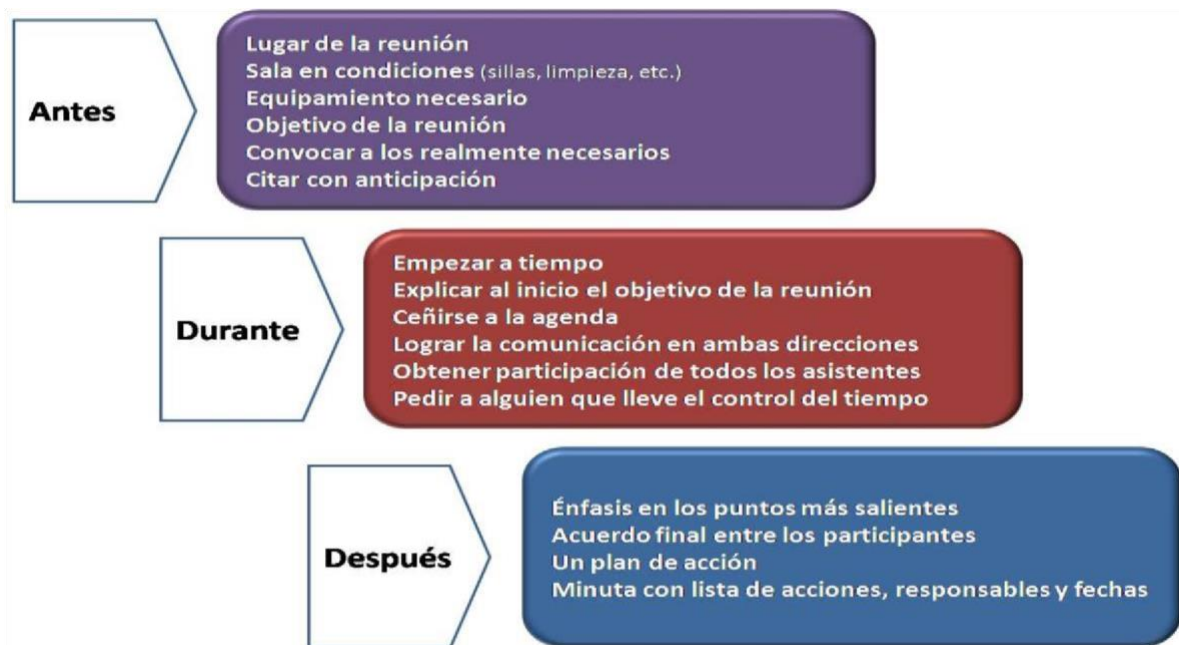 Antes
Lugar de la reunión
Sala en condiciones (sillas, limpieza, etc.)
Equipamiento necesario
Objetivo de la reunión
Convocar a los realmente necesarios
Citar con anticipación
Durante
Empezar a tiempo
Explicar al inicio el objetivo de la reunión
Ceñirse a la agenda
Lograr la comunicación en ambas direcciones
Obtener participación de todos los asistentes
Pedir a alguien que lleve el control del tiempo
Después
Énfasis en los puntos más salientes
Acuerdo final entre los participantes
Un plan de acción
Minuta con lista de acciones, responsables y fechas